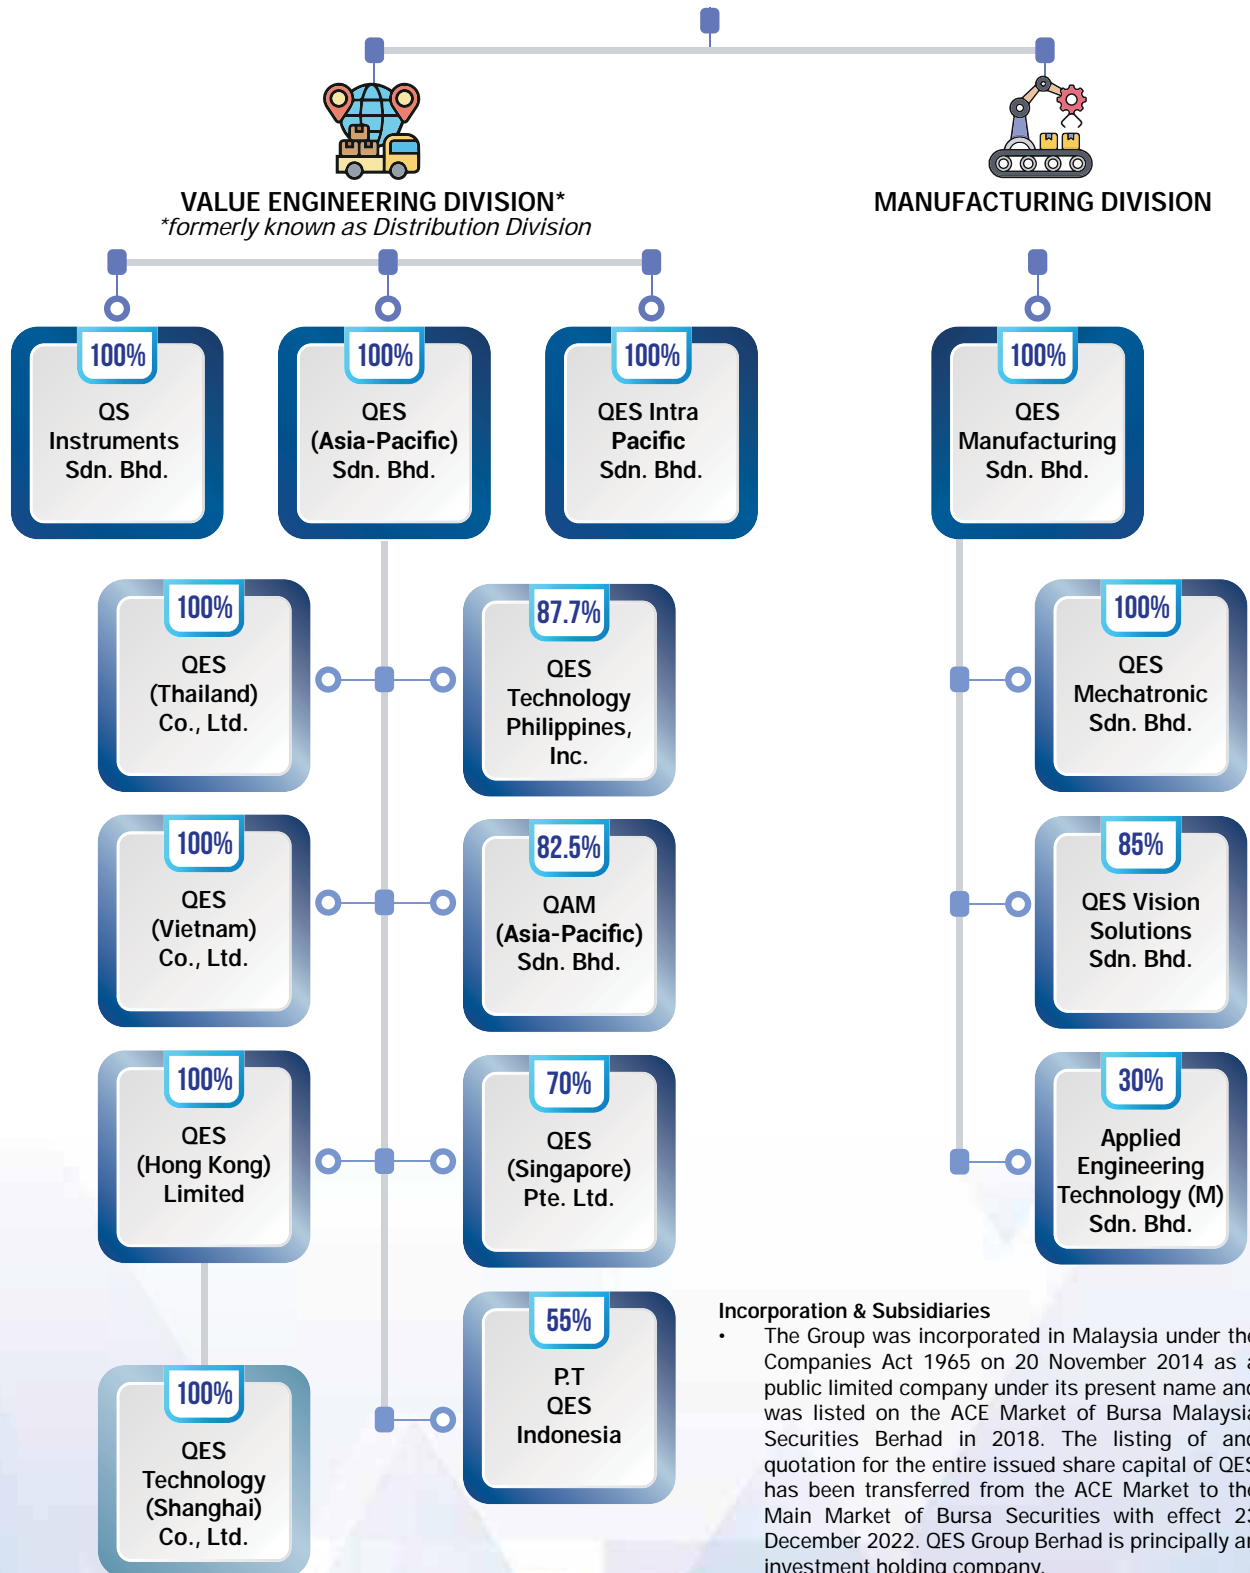 VALUE ENGINEERING DIVISION*
*formerly known as Distribution Division
MANUFACTURING DIVISION
100%
QS
Instruments
Sdn. Bhd.
100%
QES
(Asia-Pacific)
Sdn. Bhd.
100%
QES Intra
Pacific
Sdn. Bhd.
100%
QES
Manufacturing
Sdn. Bhd.
100%
QES
(Thailand)
Co., Ltd.
87.7%
QES
Technology
Philippines,
Inc.
100%
QES
Mechatronic
Sdn. Bhd.
100%
QES
(Vietnam)
Co., Ltd.
82.5%
QAM
(Asia-Pacific)
Sdn. Bhd.
85%
QES Vision
Solutions
Sdn. Bhd.
100%
QES
(Hong Kong)
Limited
70%
QES
(Singapore)
Pte. Ltd.
30%
Applied
Engineering
Technology (M)
Sdn. Bhd.
100%
QES
Technology
(Shanghai)
Co., Ltd.
55%
P.T
QES
Indonesia
Incorporation & Subsidiaries
• The Group was incorporated in Malaysia under the
Companies Act 1965 on 20 November 2014 as a
public limited company under its present name and
was listed on the ACE Market of Bursa Malaysia
Securities Berhad in 2018. The listing of and
quotation for the entire issued share capital of QES
has been transferred from the ACE Market to the
Main Market of Bursa Securities with effect 23
December 2022. QES Group Berhad is principally an
investment holding company.